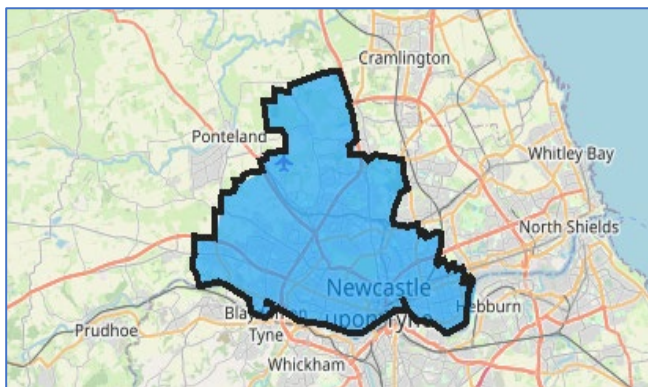 Cramlington
Ponteland
Whitley Bay
North Shields
Newcastle
upon Tyne
Hebburn
Prudhoe
Tyne
Whickham